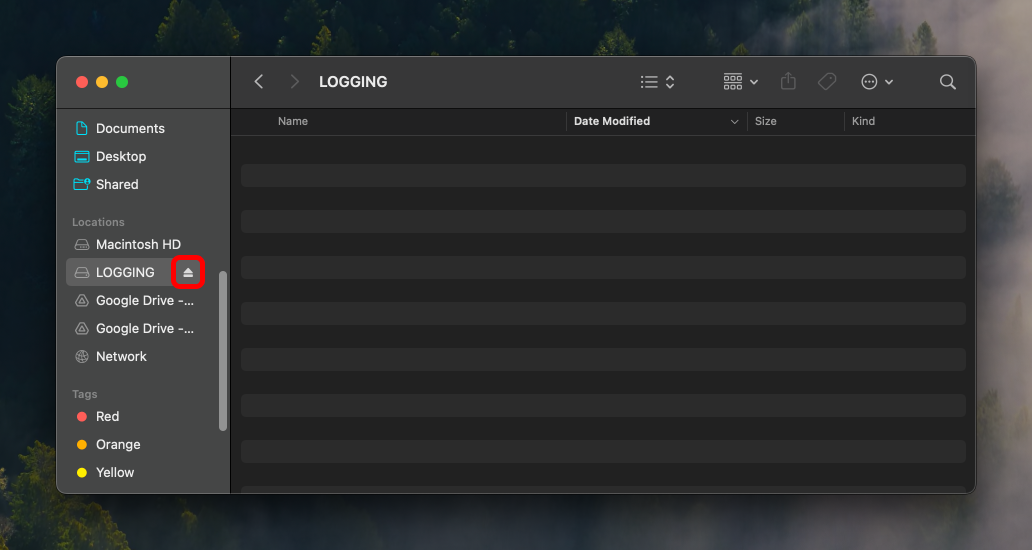 LOGGING
Name Date Modified Size Kind
Documents
Desktop
Shared
Locations
Macintosh HD
LOGGING
Google Drive -...
Google Drive -...
Network
Tags
Red
Orange
Yellow